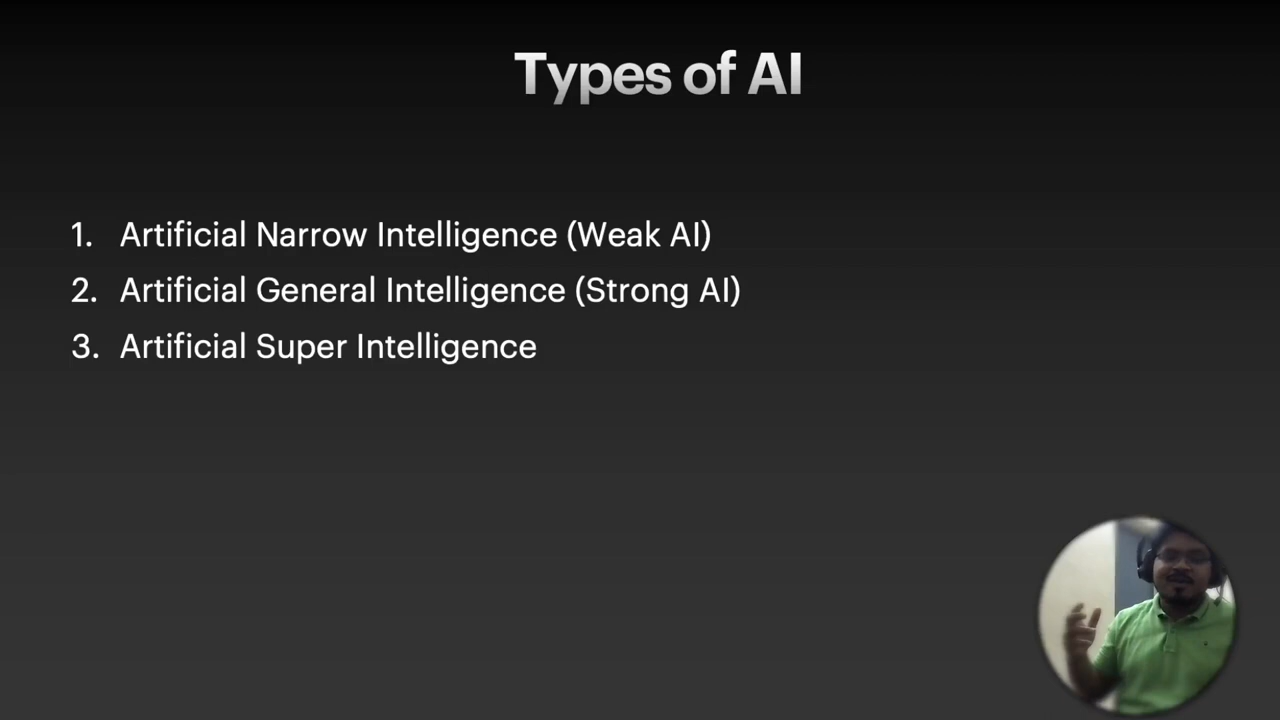 Types of AI
1. Artificial Narrow Intelligence (Weak AI)
2. Artificial General Intelligence (Strong AI)
3. Artificial Super Intelligence